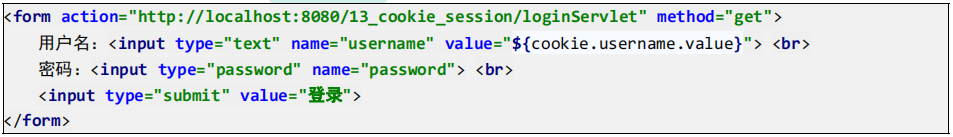 <form action="http://localhost:8080/13_cookie_session/loginServlet" method="get">
用户名：<input type="text" name="username" value="${cookie.username.value}"> <br>
密码：<input type="password" name="password"> <br>
<input type="submit" value="登录">
</form>